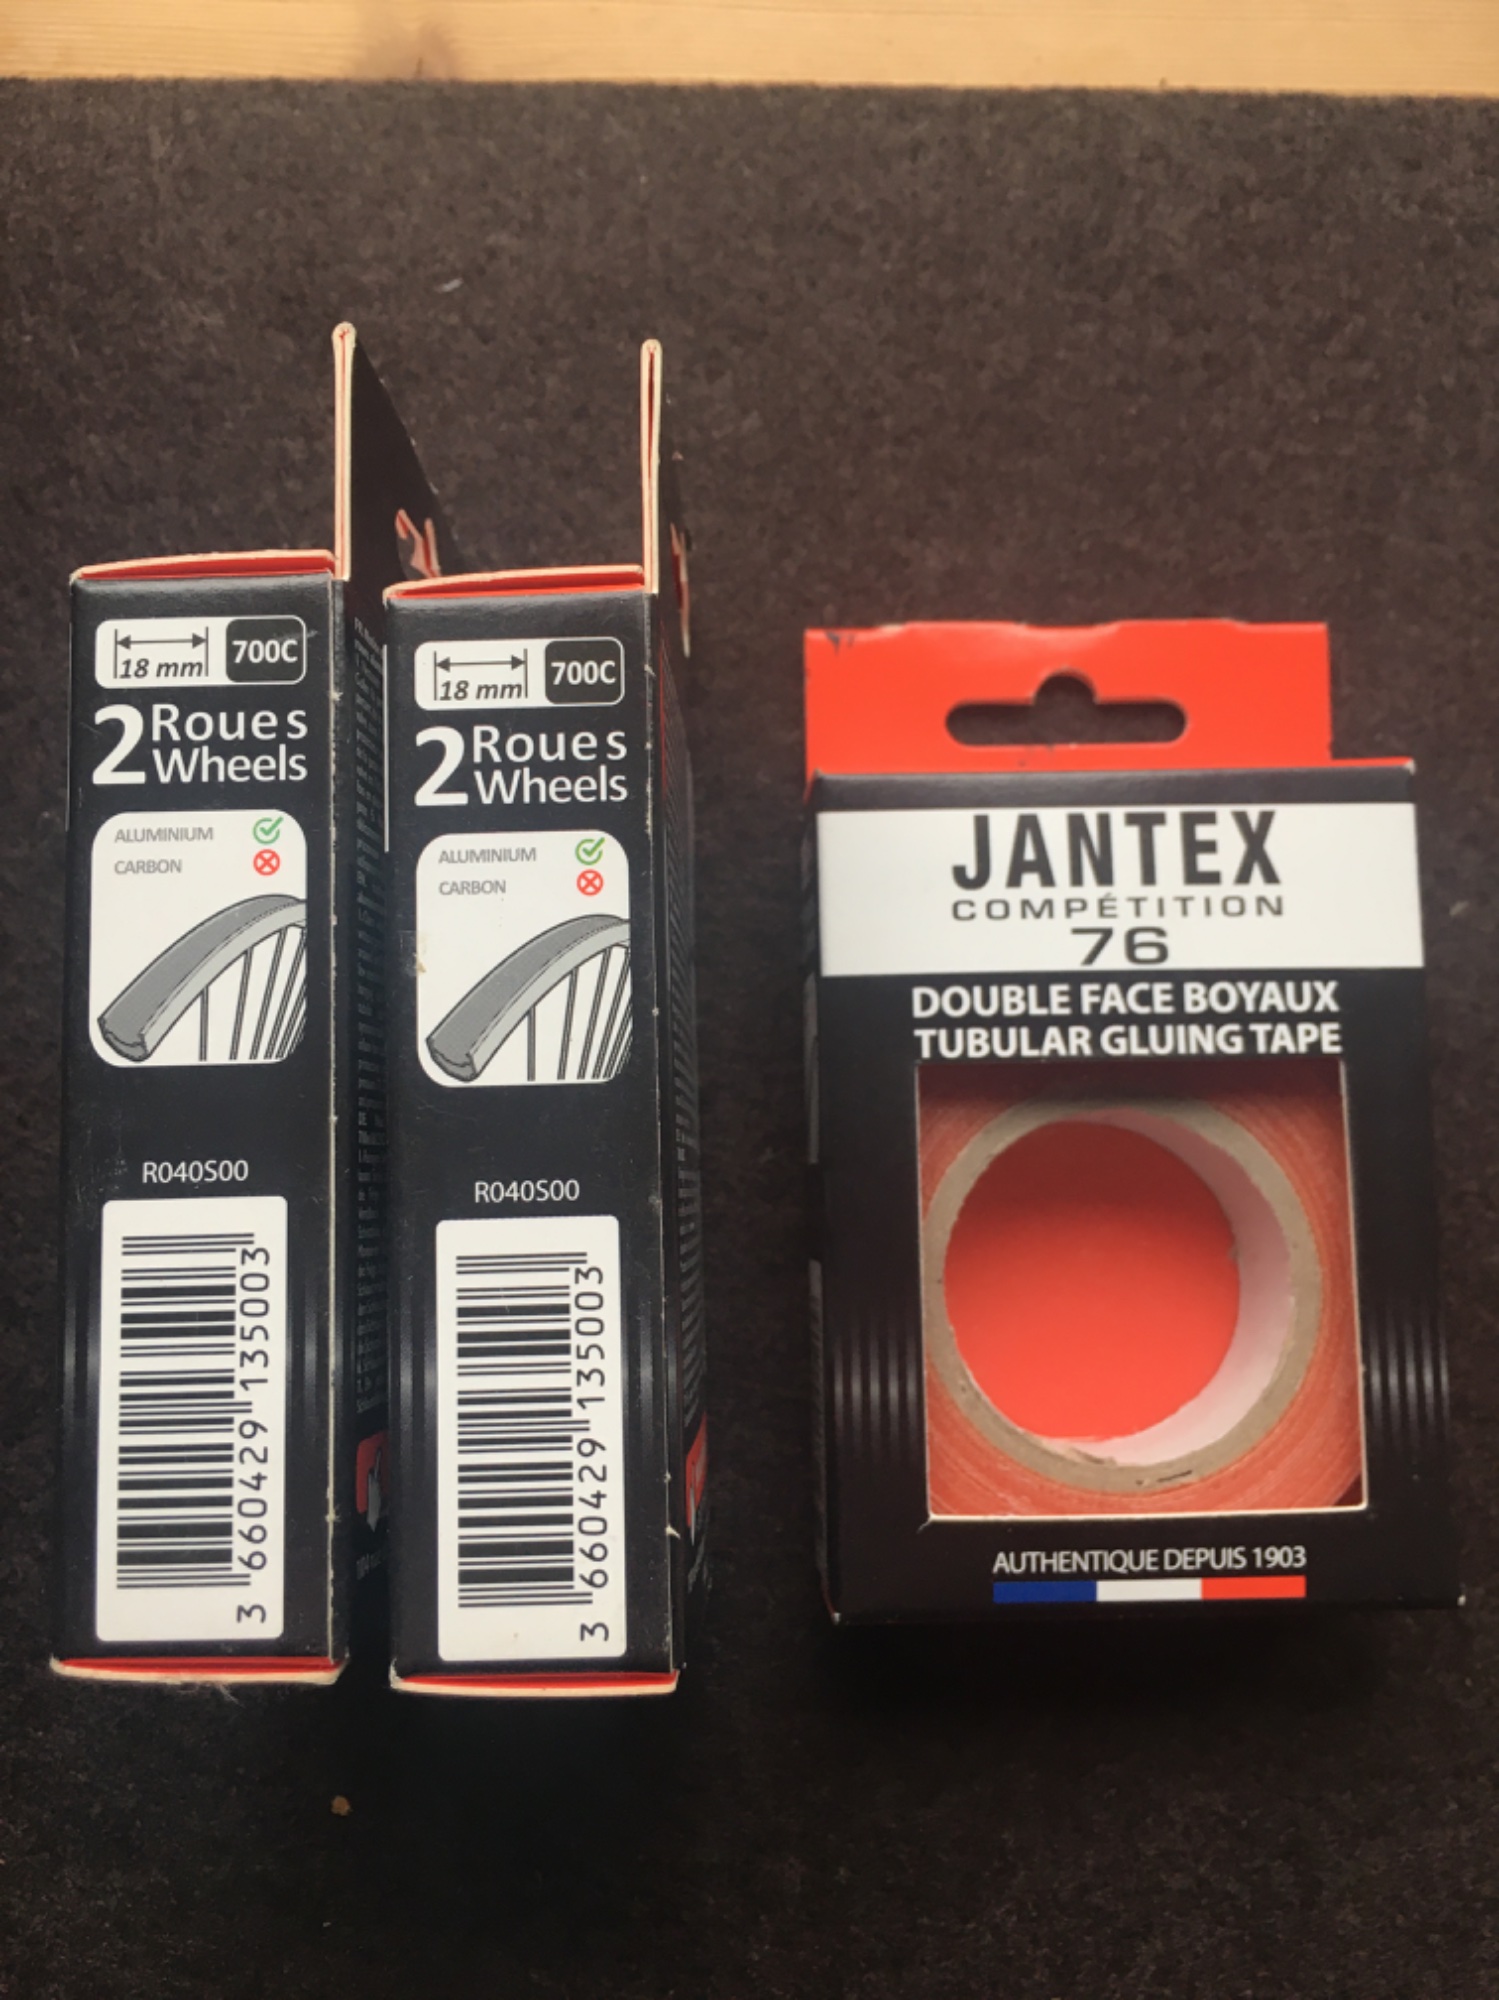 18 mm 700C
2 Roues
Wheels
ALUMINIUM
CARBON
R040S00
3 660429 135003
18 mm 700C
2 Roues
Wheels
ALUMINIUM
CARBON
R040S00
3 660429 135003
JANTEX
COMPÉTITION
76
DOUBLE FACE BOYAUX
TUBULAR GLUING TAPE
AUTHENTIQUE DEPUIS 1903